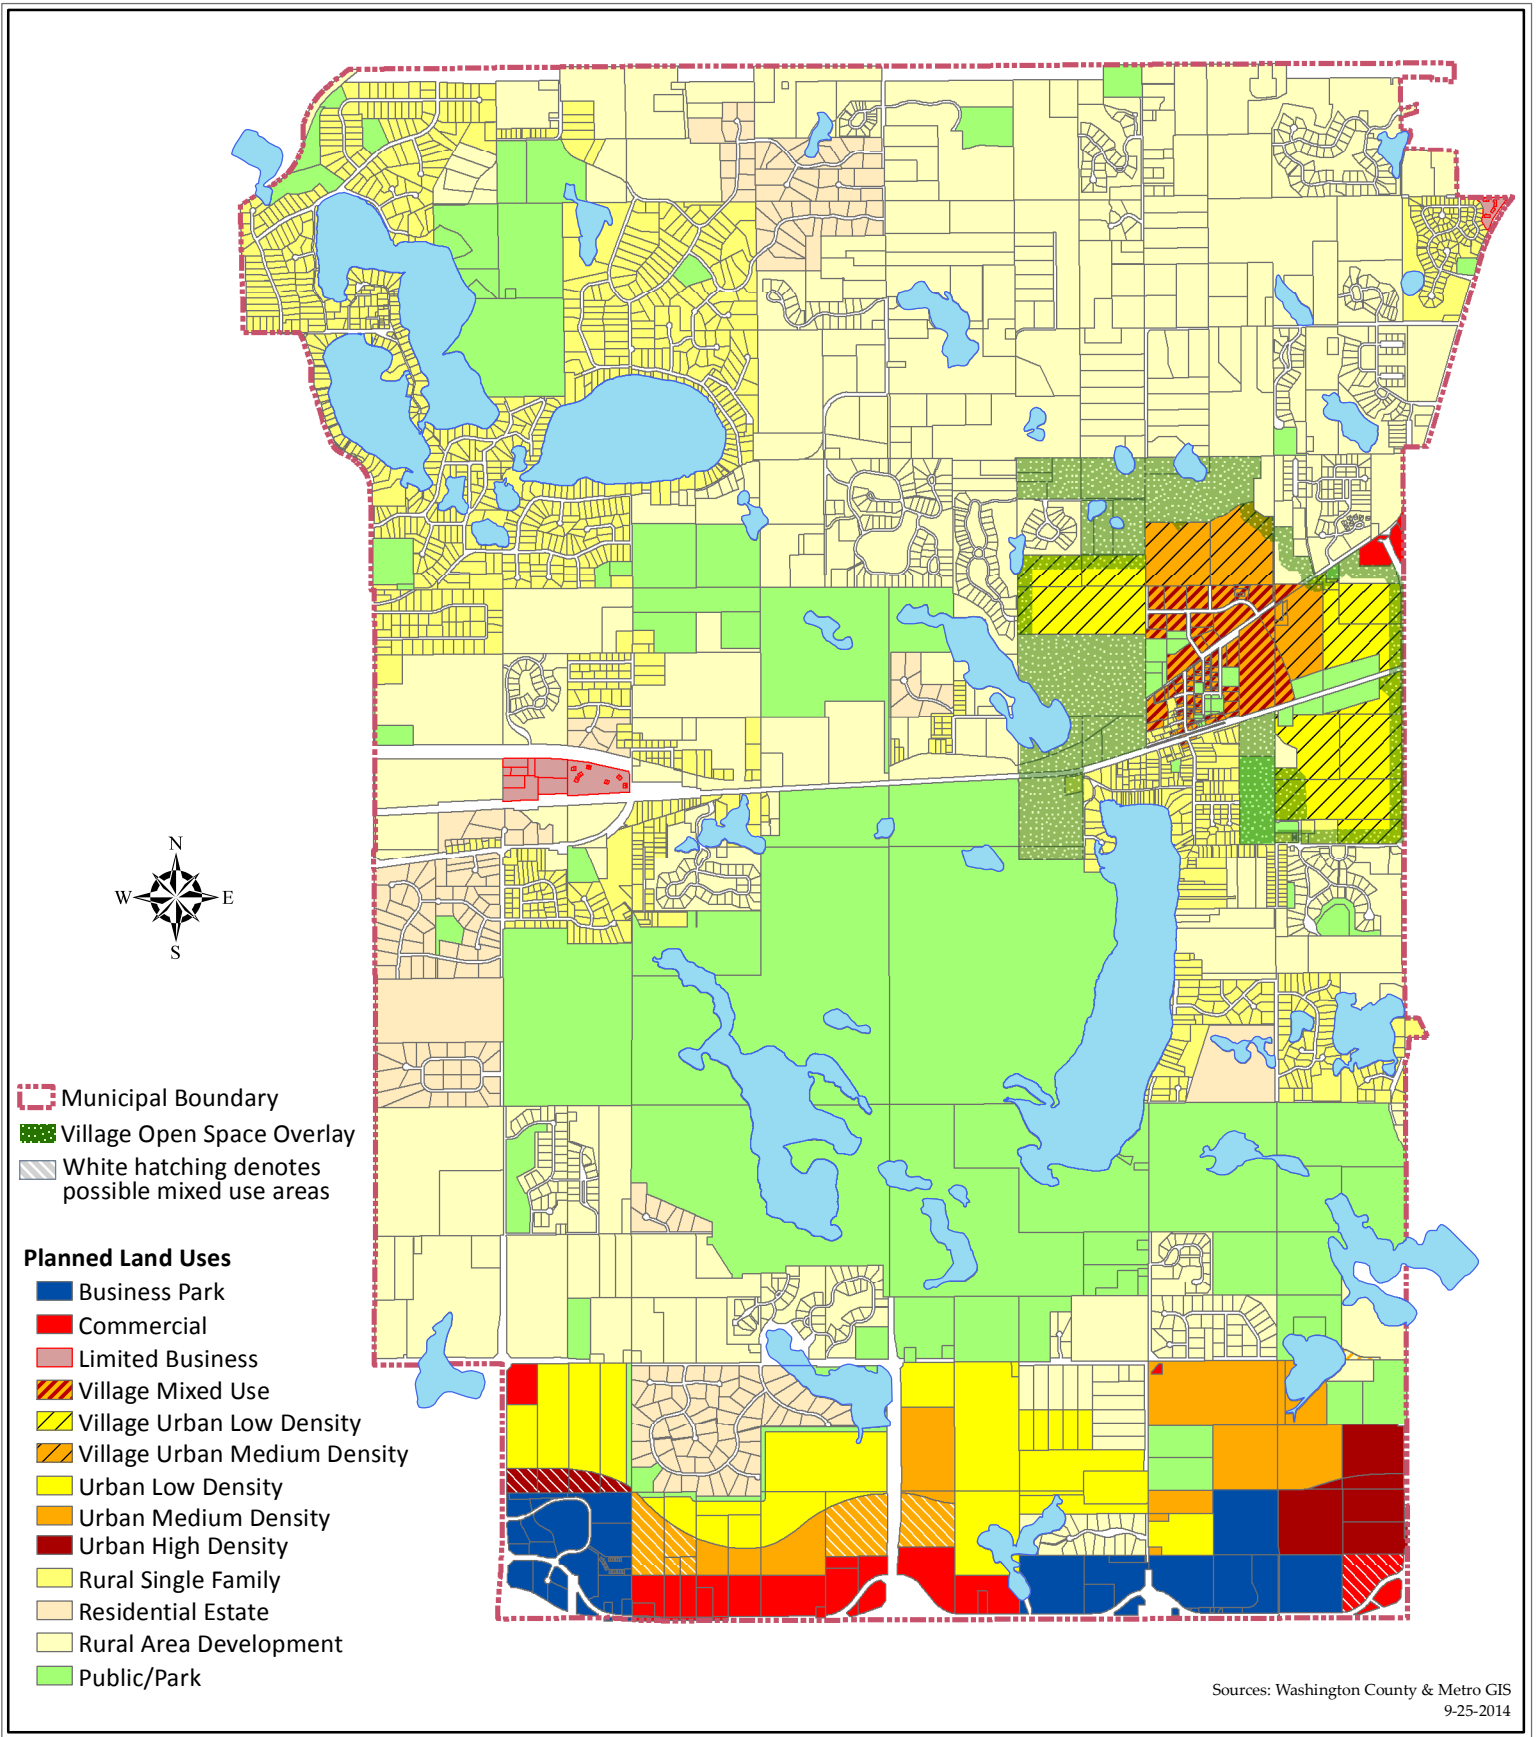 N
W E
S
Municipal Boundary
Village Open Space Overlay
White hatching denotes
possible mixed use areas
Planned Land Uses
Business Park
Commercial
Limited Business
Village Mixed Use
Village Urban Low Density
Village Urban Medium Density
Urban Low Density
Urban Medium Density
Urban High Density
Rural Single Family
Residential Estate
Rural Area Development
Public/Park
Sources: Washington County & Metro GIS
9-25-2014